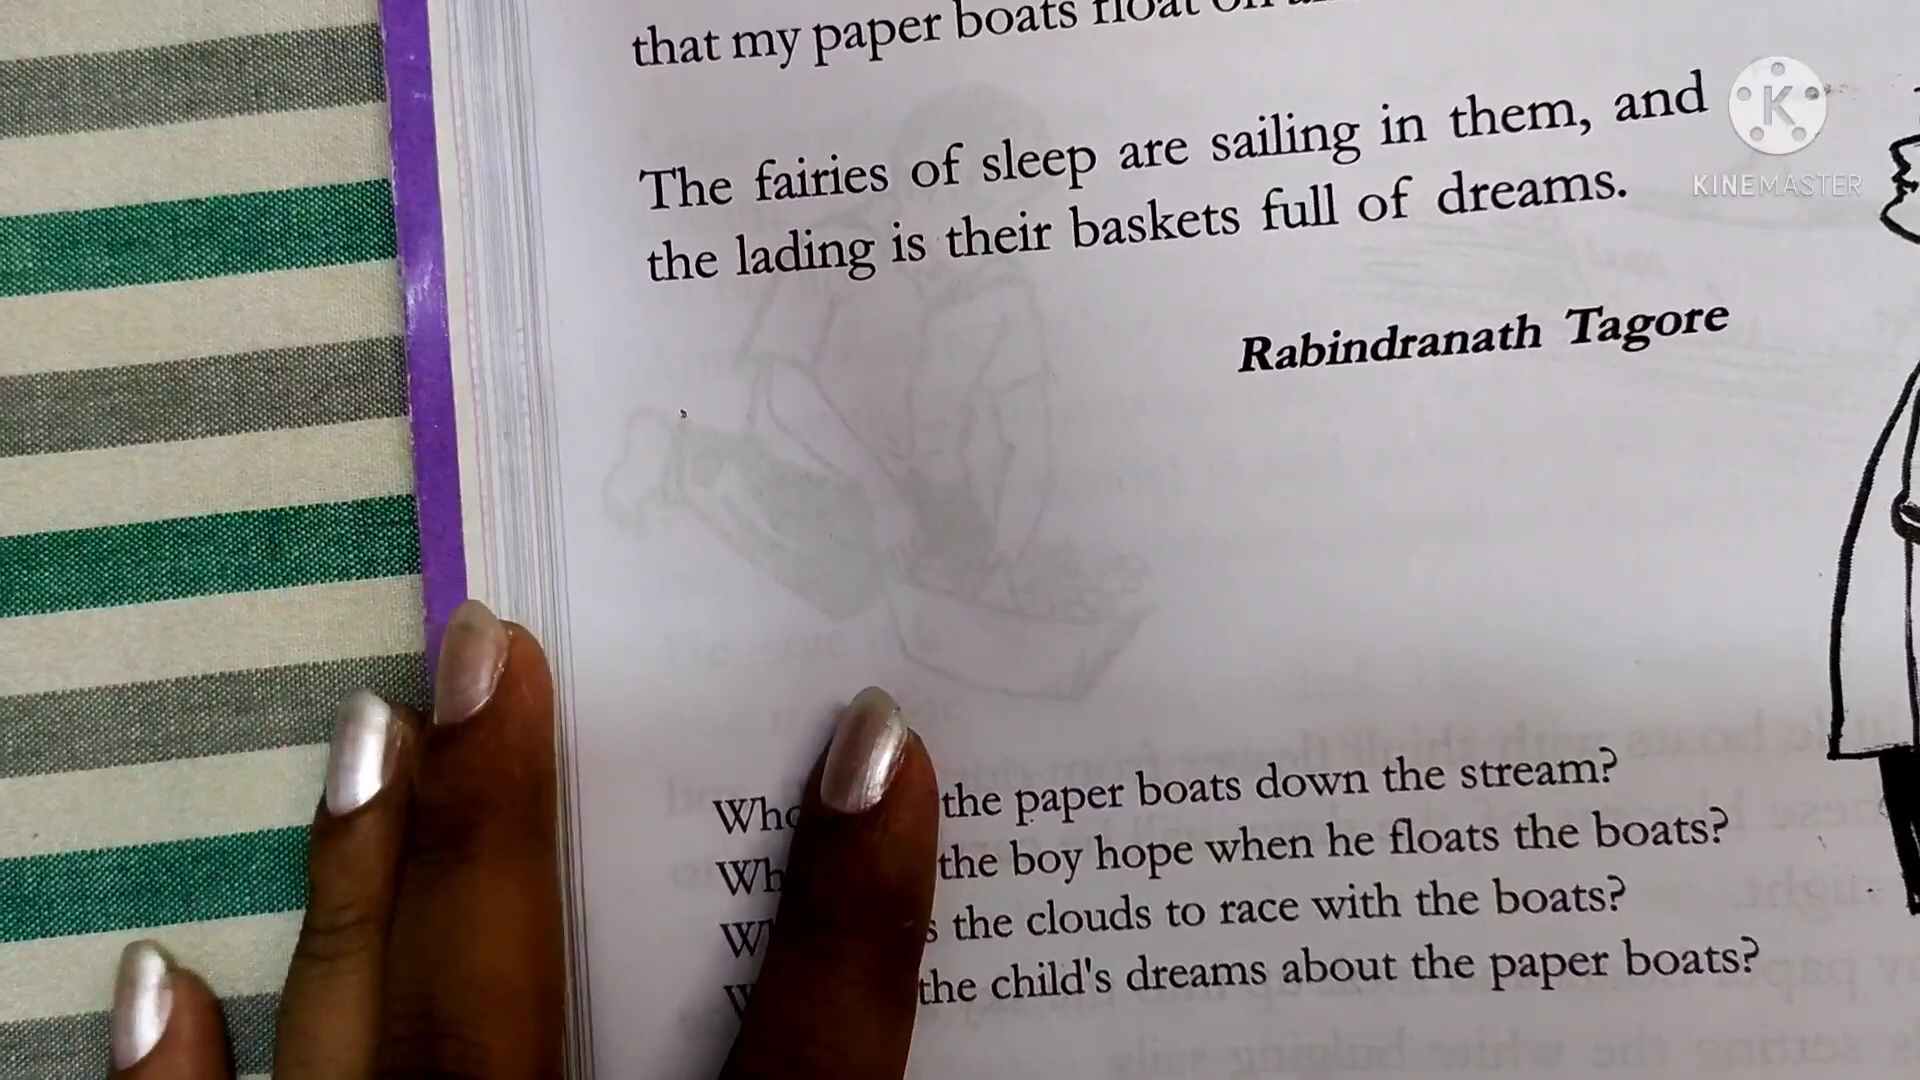 that my paper boats float on
The fairies of sleep are sailing in them, and
the lading is their baskets full of dreams.
Rabindranath Tagore
the paper boats down the stream?
the boy hope when he floats the boats?
the clouds to race with the boats?
the child's dreams about the paper boats?
KINEMASTER